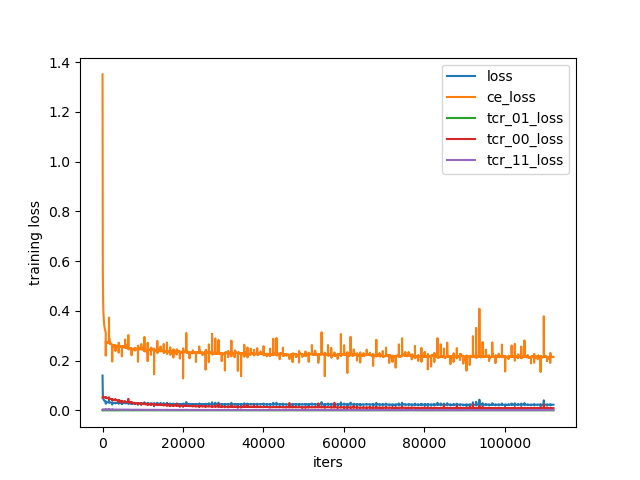 1.4
1.2
1.0
0.8
0.6
0.4
0.2
0.0
training loss
0
20000
40000
60000
80000
100000
iters
loss
ce_loss
tcr_01_loss
tcr_00_loss
tcr_11_loss